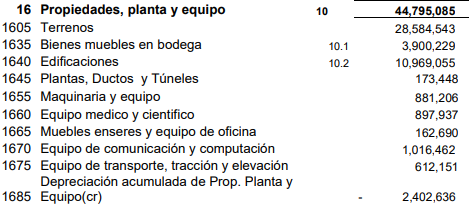 16 Propiedades, planta y equipo 10 44,795,085
1605 Terrenos 28,584,543
1635 Bienes muebles en bodega 10.1 3,900,229
1640 Edificaciones 10.2 10,969,055
1645 Plantas, Ductos y Túneles 173,448
1655 Maquinaria y equipo 881,206
1660 Equipo medico y cientifico 897,937
1665 Muebles enseres y equipo de oficina 162,690
1670 Equipo de comunicación y computación 1,016,462
1675 Equipo de transporte, tracción y elevación 612,151
Depreciación acumulada de Prop. Planta y
1685 Equipo(cr) - 2,402,636